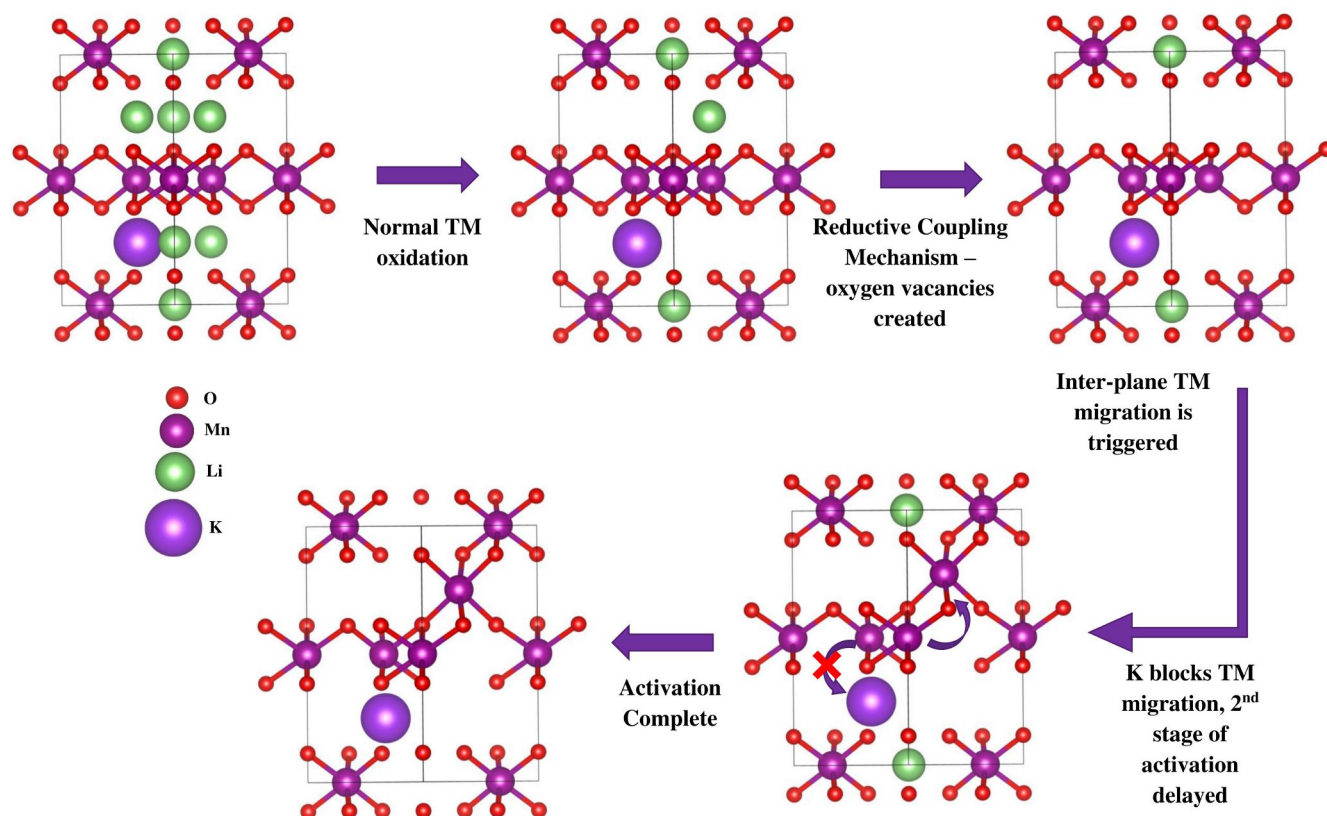 Normal TM
oxidation
Reductive Coupling
Mechanism –
oxygen vacancies
created
Inter-plane TM
migration is
triggered
O
Mn
Li
K
K blocks TM
migration, 2nd
stage of
activation
delayed
Activation
Complete